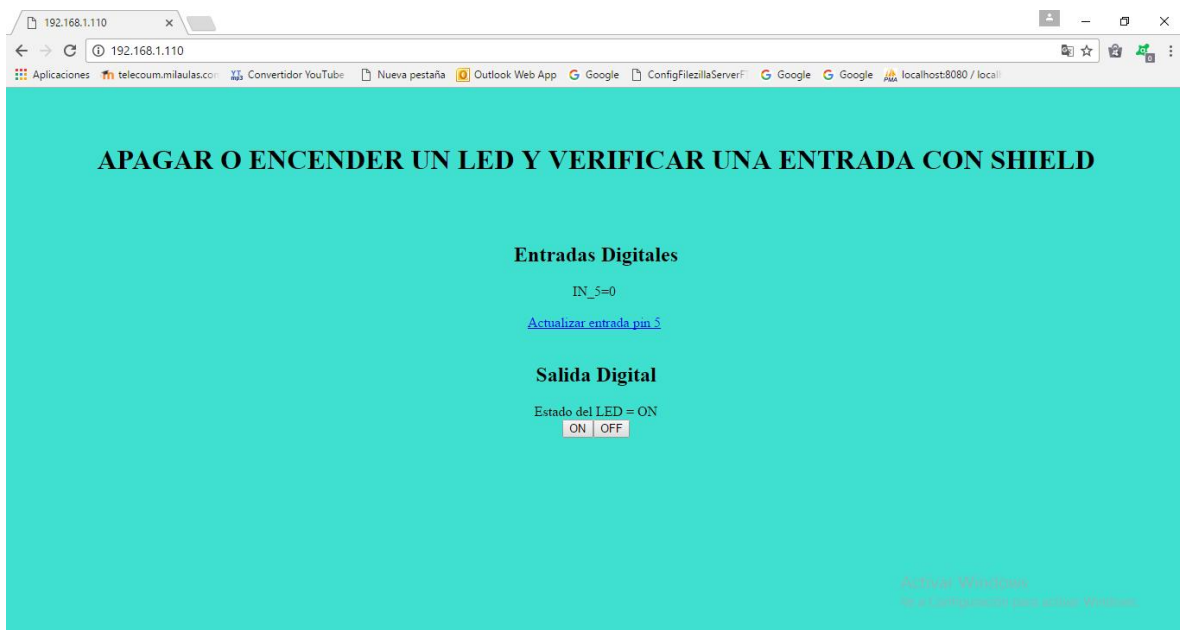 192.168.1.110
192.168.1.110
Aplicaciones telecoum.milaulas.con Convertidor YouTube Nueva pestaña Outlook Web App Google ConfigFilezillaServerF Google Google localhost:8080 / local
APAGAR O ENCENDER UN LED Y VERIFICAR UNA ENTRADA CON SHIELD
Entradas Digitales
IN_5=0
Actualizar entrada pin 5
Salida Digital
Estado del LED = ON
ON OFF
Activar Windows